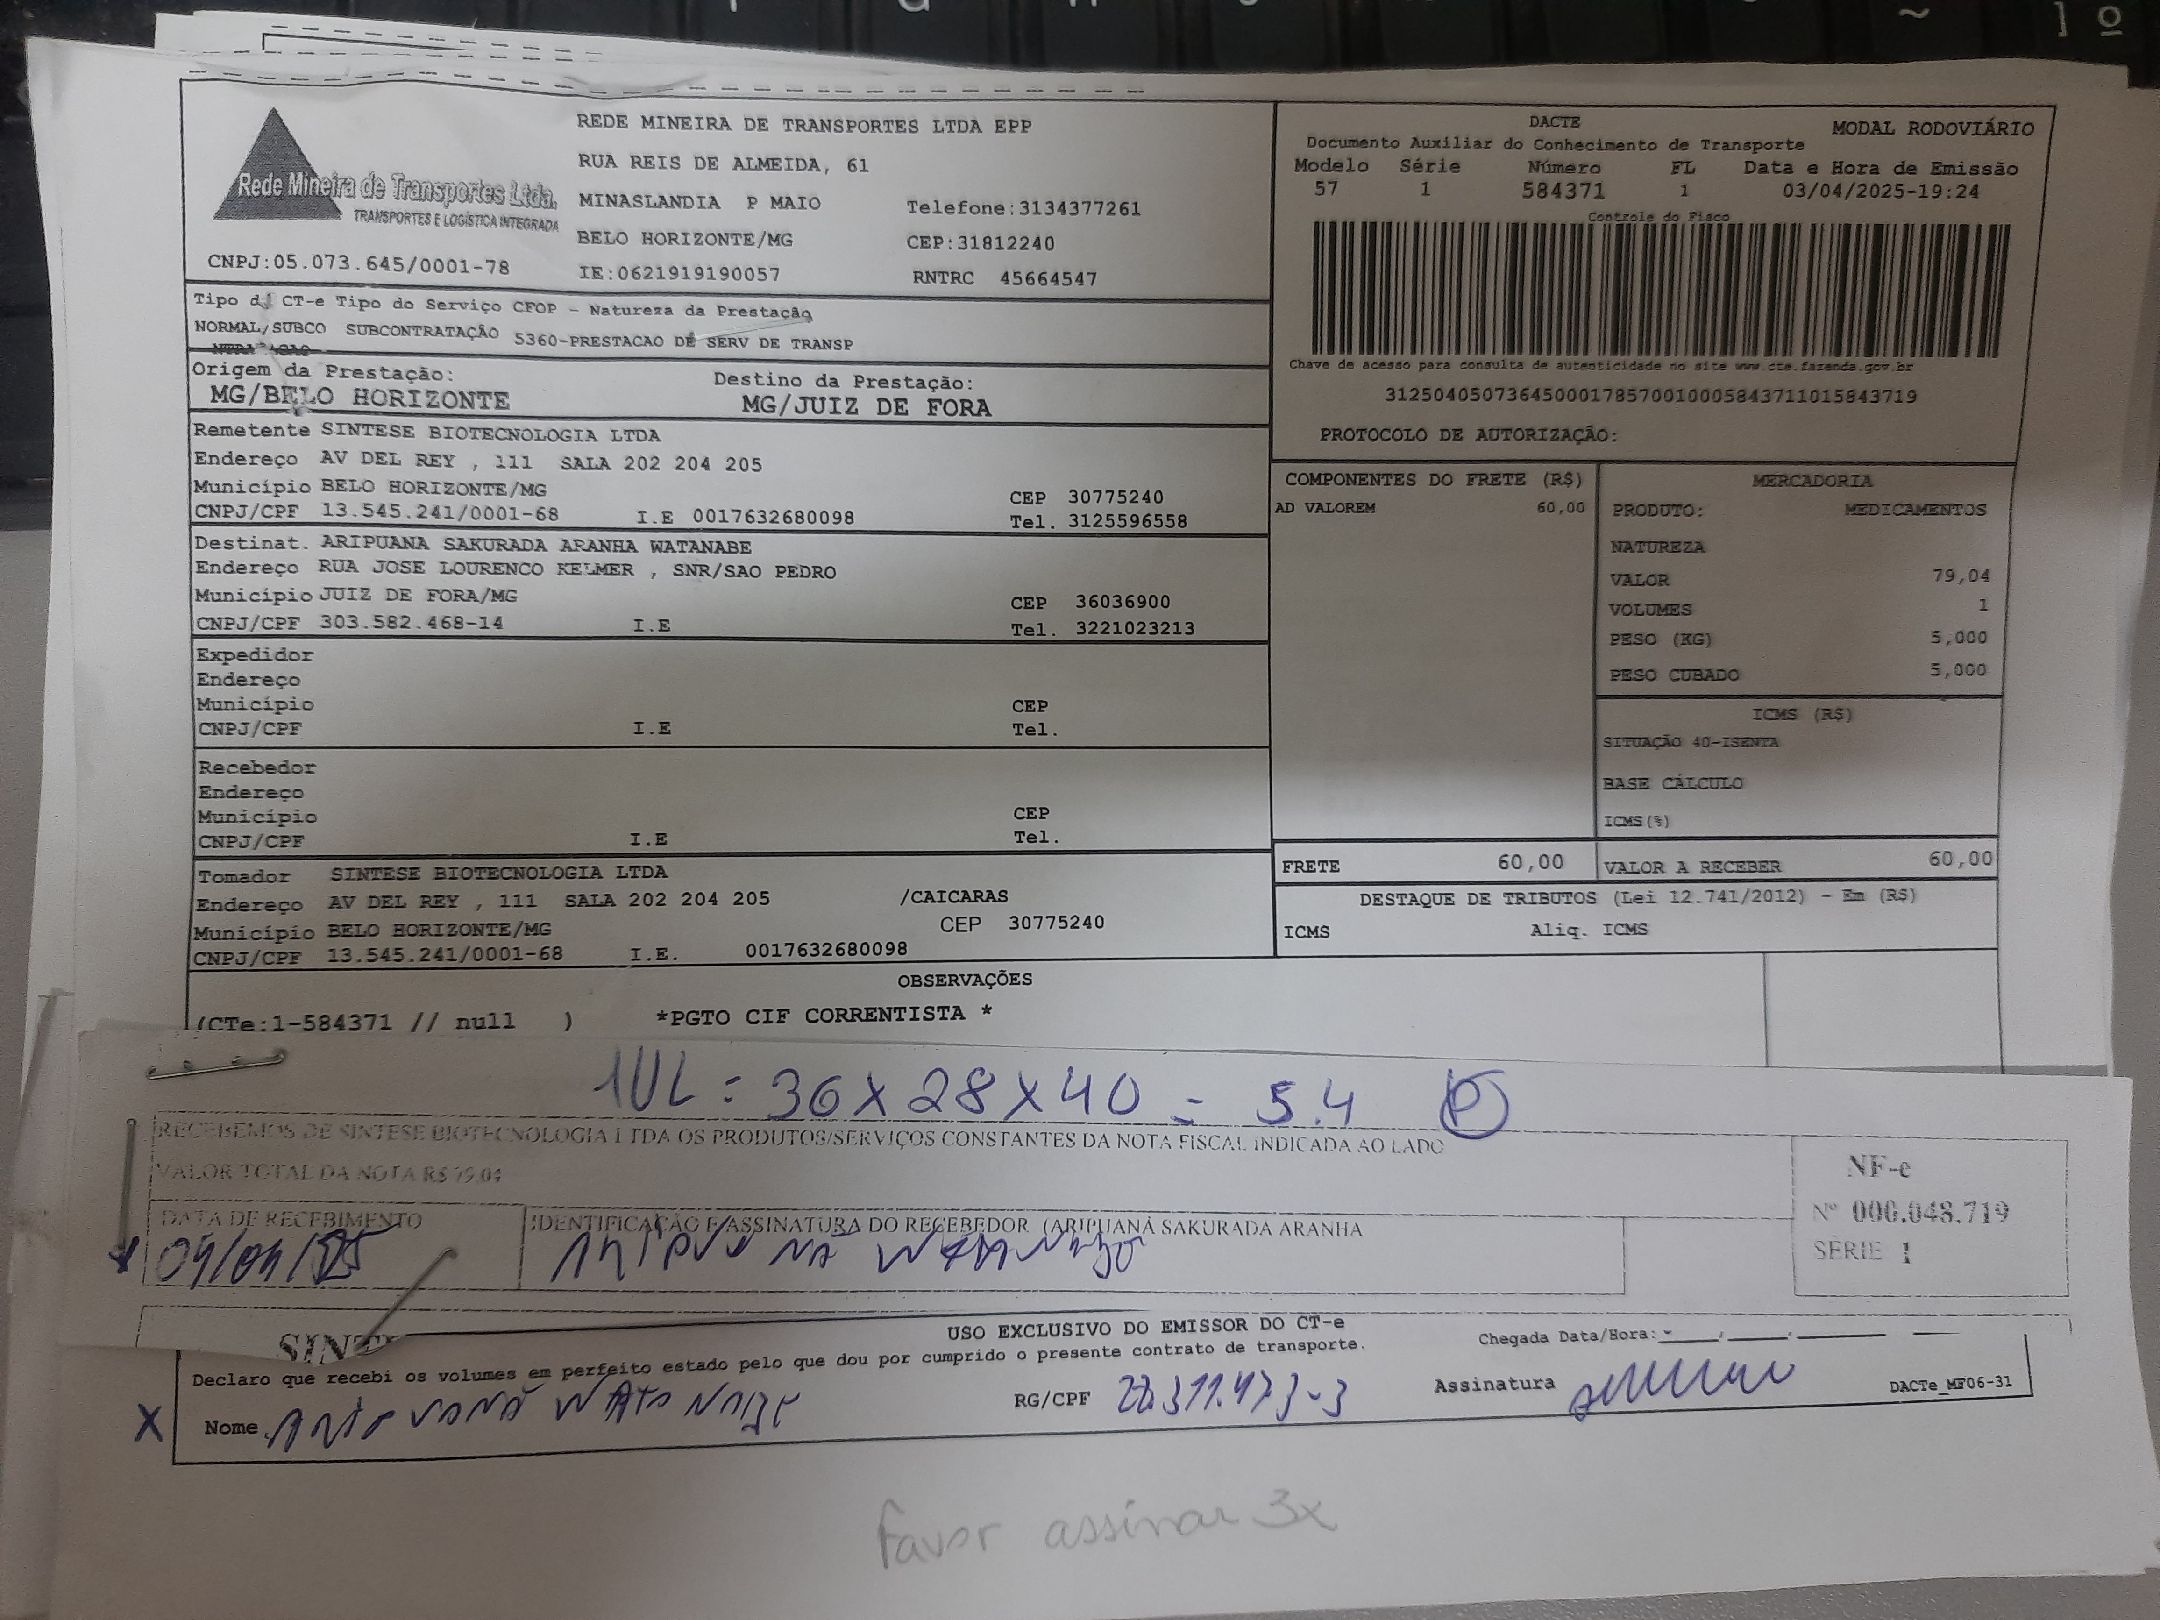 REDE MINEIRA DE TRANSPORTES LTDA EPP
RUA REIS DE ALMEIDA, 61
MINASLANDIA P MAIO Telefone:3134377261
BELO HORIZONTE/MG CEP:31812240
IE:0621919190057 RNTRC 45664547
Rede Mineira de Transportes Ltda.
TRANSPORTES E LOGÍSTICA INTEGRADA
CNPJ:05.073.645/0001-78
DACTE MODAL RODOVIÁRIO
Documento Auxiliar do Conhecimento de Transporte
Modelo Série Número FL Data e Hora de Emissão
57 1 584371 1 03/04/2025-19:24
Controle do Fisco
Chave de acesso para consulta de autenticidade no site www.cte.fazenda.gov.br
31250405073645000178570010005843711015843719
PROTOCOLO DE AUTORIZAÇÃO:
Tipo d CT-e Tipo do Serviço CFOP - Natureza da Prestação
NORMAL/SUBCO SUBCONTRATAÇÃO 5360-PRESTACAO DE SERV DE TRANSP
Origem da Prestação: Destino da Prestação:
MG/BELO HORIZONTE MG/JUIZ DE FORA
Remetente SINTESE BIOTECNOLOGIA LTDA
Endereço AV DEL REY , 111 SALA 202 204 205
Município BELO HORIZONTE/MG CEP 30775240
CNPJ/CPF 13.545.241/0001-68 I.E 0017632680098 Tel. 3125596558
Destinat. ARIPUANA SAKURADA ARANHA WATANABE
Endereço RUA JOSE LOURENCO KELMER , SNR/SAO PEDRO
Município JUIZ DE FORA/MG CEP 36036900
CNPJ/CPF 303.582.468-14 I.E Tel. 3221023213
Expedidor
Endereço
Município CEP
CNPJ/CPF I.E Tel.
Recebedor
Endereço
Município CEP
CNPJ/CPF I.E Tel.
Tomador SINTESE BIOTECNOLOGIA LTDA
Endereço AV DEL REY , 111 SALA 202 204 205 /CAICARAS
Município BELO HORIZONTE/MG CEP 30775240
CNPJ/CPF 13.545.241/0001-68 I.E. 0017632680098
COMPONENTES DO FRETE (R$)
AD VALOREM 60,00
MERCADORIA
PRODUTO: MEDICAMENTOS
NATUREZA
VALOR 79,04
VOLUMES 1
PESO (KG) 5,000
PESO CUBADO 5,000
ICMS (R$)
SITUAÇÃO 40-ISENTA
BASE CÁLCULO
ICMS(%)
FRETE 60,00 VALOR A RECEBER 60,00
DESTAQUE DE TRIBUTOS (Lei 12.741/2012) - Em (R$)
ICMS Aliq. ICMS
OBSERVAÇÕES
(CTe:1-584371 // null ) *PGTO CIF CORRENTISTA *
1UL = 36 x 28 x 40 = 5.4 P
RECEBEMOS DE SINTESE BIOTECNOLOGIA LTDA OS PRODUTOS/SERVIÇOS CONSTANTES DA NOTA FISCAL INDICADA AO LADO
VALOR TOTAL DA NOTA R$ 79,04
NF-e
Nº 000.048.719
SÉRIE 1
DATA DE RECEBIMENTO IDENTIFICAÇÃO E ASSINATURA DO RECEBEDOR (ARIPUANÃ SAKURADA ARANHA
04/04/25
SINT
USO EXCLUSIVO DO EMISSOR DO CT-e
Chegada Data/Hora:
Declaro que recebi os volumes em perfeito estado pelo que dou por cumprido o presente contrato de transporte.
X Nome RG/CPF 28.311.473-3 Assinatura DACTe_MF06-31
Favor assinar 3x